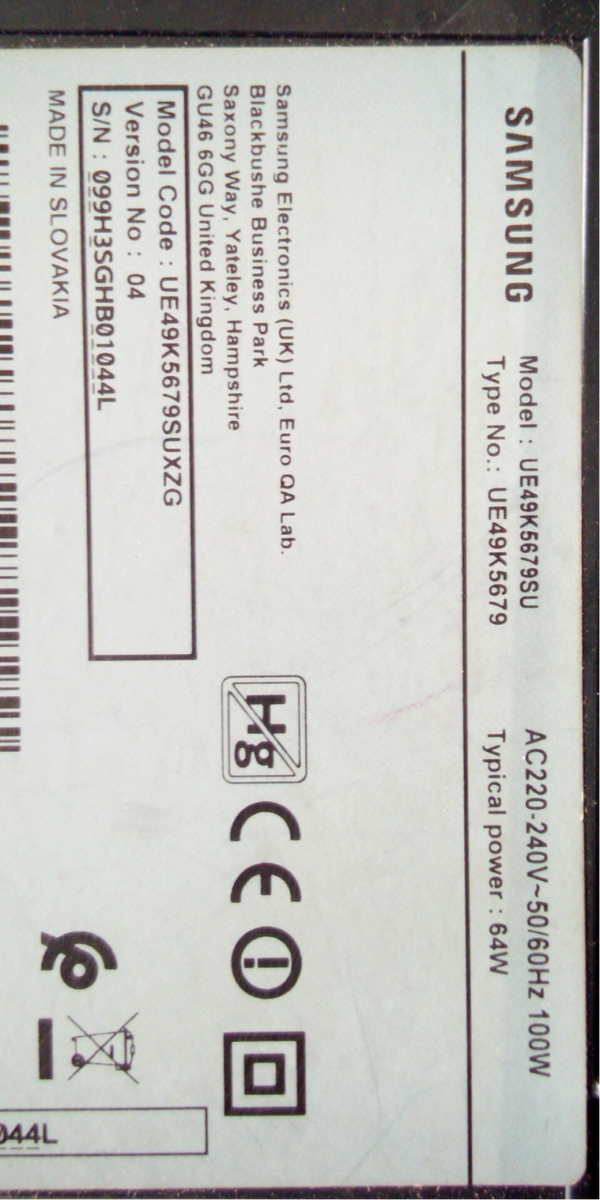 SAMSUNG
Model : UE49K5679SU
Type No.: UE49K5679
AC220-240V~50/60Hz 100W
Typical power : 64W
Samsung Electronics (UK) Ltd, Euro QA Lab.
Blackbushe Business Park
Saxony Way, Yateley, Hampshire
GU46 6GG United Kingdom
Hg
CE
Model Code : UE49K5679SUXZG
Version No : 04
S/N : 099H3SGHB01044L
MADE IN SLOVAKIA
044L